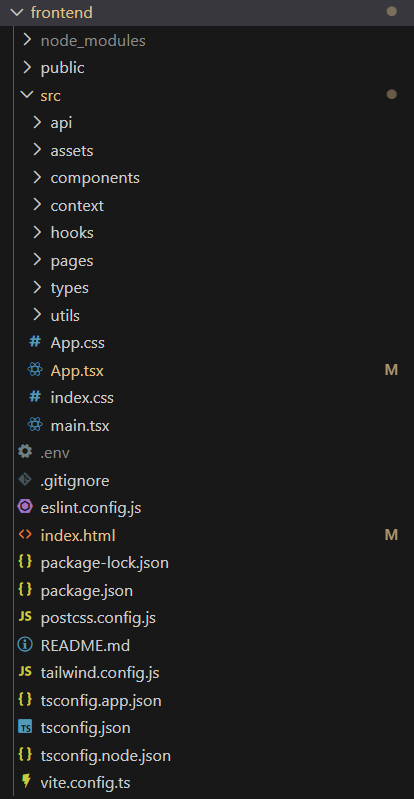 frontend
node_modules
public
src
api
assets
components
context
hooks
pages
types
utils
# App.css
App.tsx M
# index.css
main.tsx
.env
.gitignore
eslint.config.js
<> index.html M
{} package-lock.json
{} package.json
JS postcss.config.js
README.md
JS tailwind.config.js
{} tsconfig.app.json
TS tsconfig.json
{} tsconfig.node.json
vite.config.ts